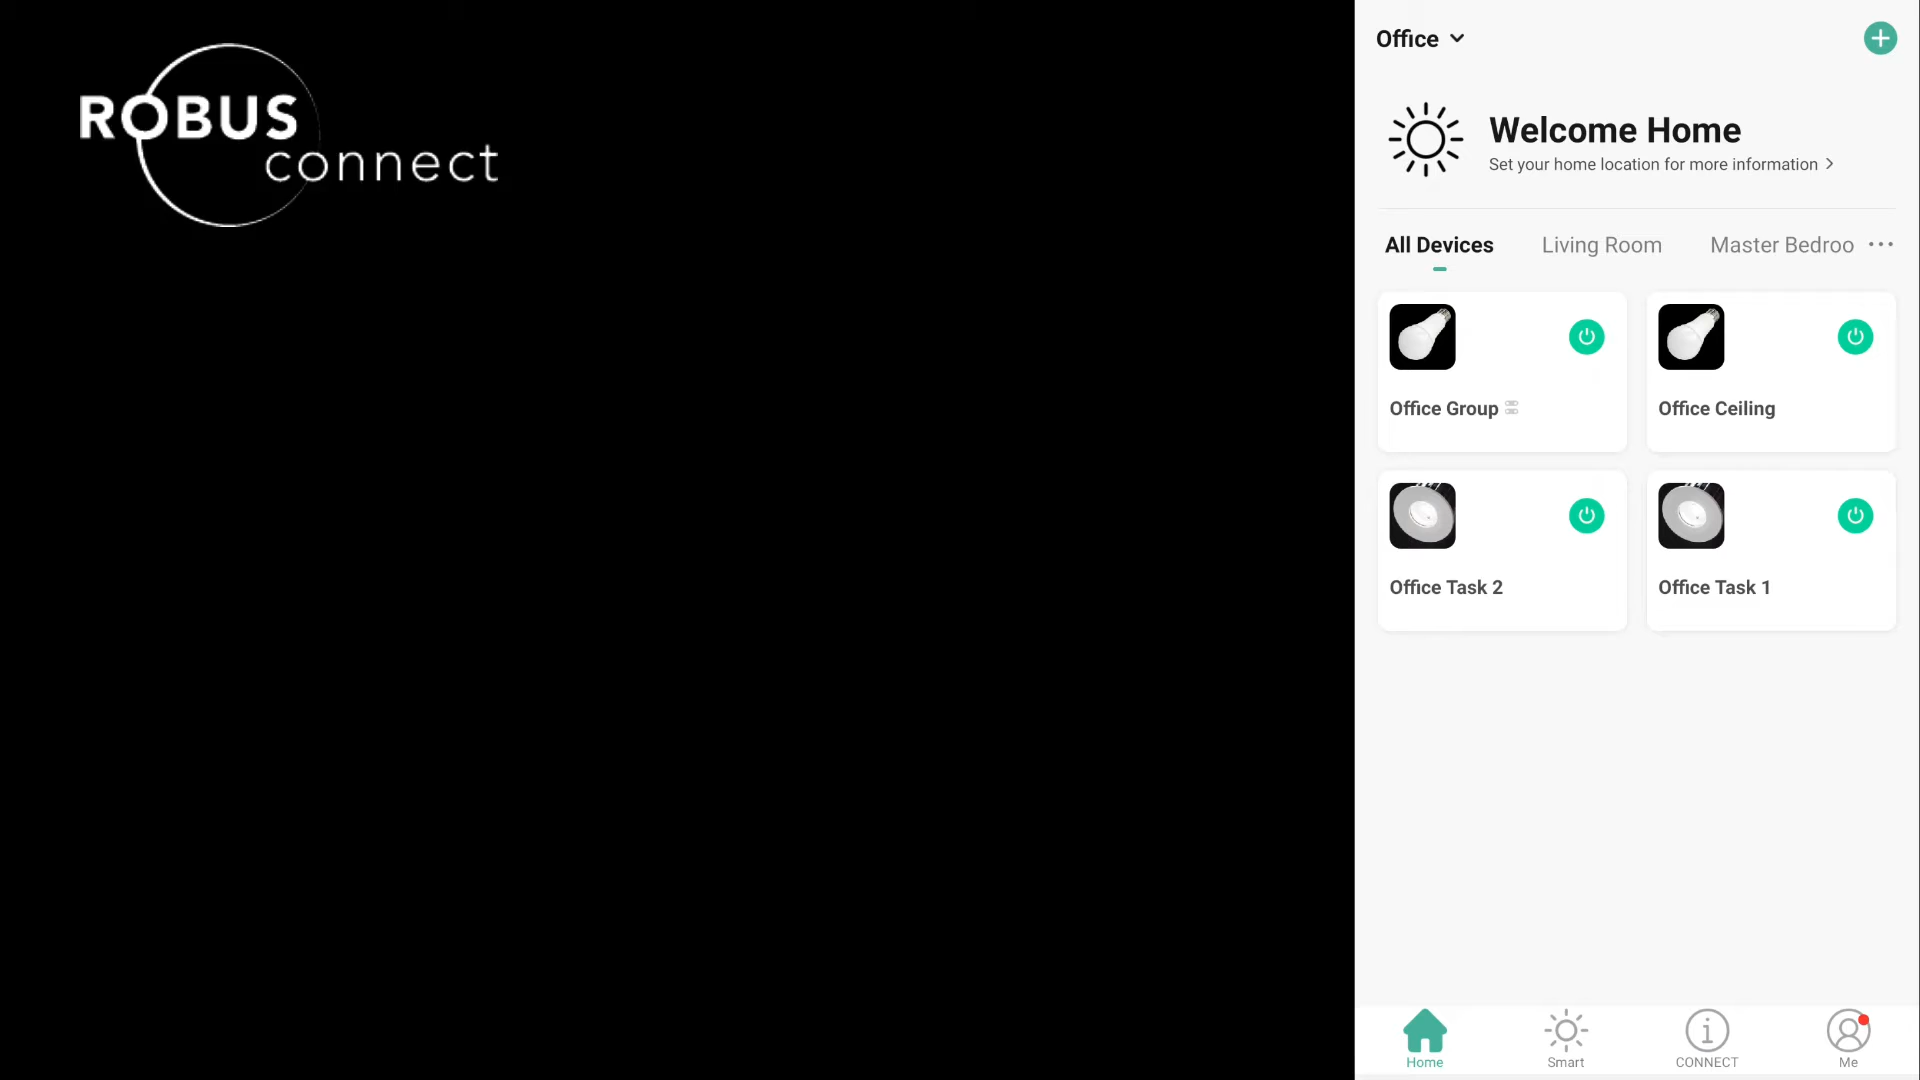 ROBUS
connect
Office
Welcome Home
Set your home location for more information
All Devices
Living Room
Master Bedroo
Office Group
Office Ceiling
Office Task 2
Office Task 1
Home
Smart
CONNECT
Me